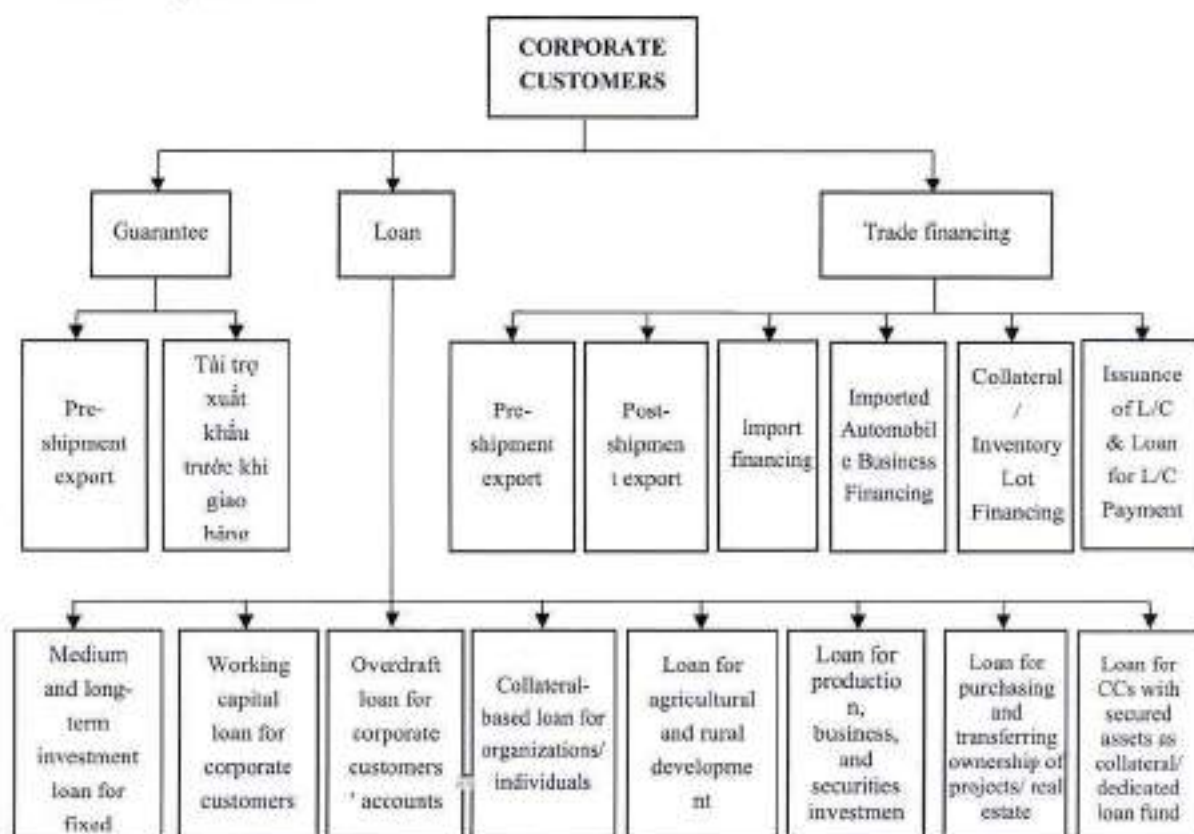 CORPORATE
CUSTOMERS
Guarantee
Loan
Trade financing
Pre-
shipment
export
Tài trợ
xuất
khẩu
trước khi
giao
hàng
Pre-
shipment
export
Post-
shipmen
t export
Import
financing
Imported
Automobil
e Business
Financing
Collateral
/
Inventory
Lot
Financing
Issuance
of L/C
& Loan
for L/C
Payment
Medium
and long-
term
investment
loan for
fixed
Working
capital
loan for
corporate
customers
Overdraft
loan for
corporate
customers
' accounts
Collateral-
based loan for
organizations/
individuals
Loan for
agricultural
and rural
developme
nt
Loan for
productio
n,
business,
and
securities
investmen
Loan for
purchasing
and
transferring
ownership of
projects/ real
estate
Loan for
CCs with
secured
assets as
collateral/
dedicated
loan fund